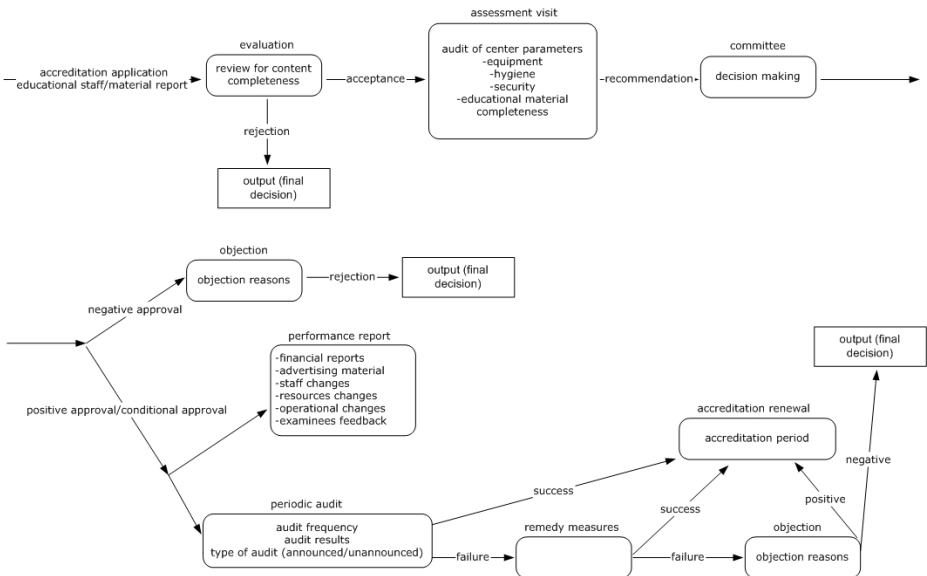 assessment visit
evaluation
committee
accreditation application
educational staff/material report
review for content
completeness
acceptance
audit of center parameters
-equipment
-hygiene
-security
-educational material
completeness
recommendation
decision making
rejection
output (final
decision)
objection
objection reasons
rejection
output (final
decision)
negative approval
performance report
-financial reports
-advertising material
-staff changes
-resources changes
-operational changes
-examinees feedback
output (final
decision)
positive approval/conditional approval
accreditation renewal
accreditation period
negative
success
positive
success
periodic audit
audit frequency
audit results
type of audit (announced/unannounced)
failure
remedy measures
failure
objection
objection reasons